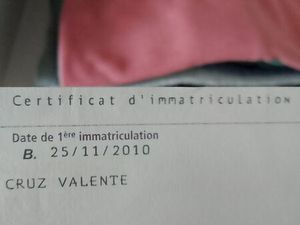 Certificat d'immatriculation
Date de 1ère immatriculation
B. 25/11/2010
CRUZ VALENTE